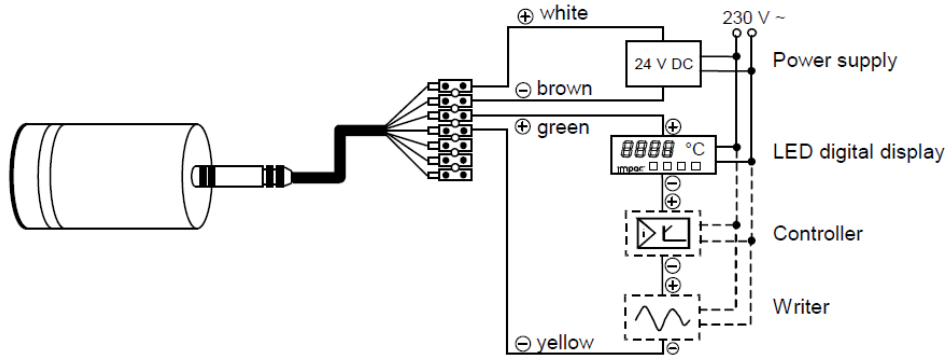 white
230 V ~
24 V DC
Power supply
brown
green
8888 °C
impac
LED digital display
Controller
i
Writer
yellow